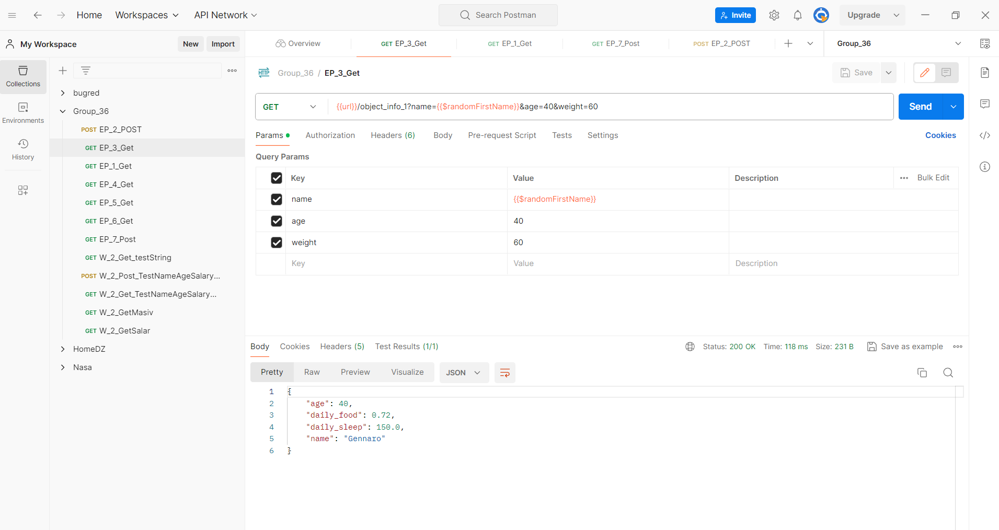 Home Workspaces API Network Search Postman Invite Upgrade
My Workspace New Import Overview GET EP_3_Get GET EP_1_Get GET EP_7_Post POST EP_2_POST Group_36
Collections
Environments
History
bugred
Group_36
POST EP_2_POST
GET EP_3_Get
GET EP_1_Get
GET EP_4_Get
GET EP_5_Get
GET EP_6_Get
GET EP_7_Post
GET W_2_Get_testString
POST W_2_Post_TestNameAgeSalary...
GET W_2_Get_TestNameAgeSalary...
GET W_2_GetMasiv
GET W_2_GetSalar
HomeDZ
Nasa
HTTP Group_36 / EP_3_Get Save
GET {{url}}/object_info_1?name={{$randomFirstName}}&age=40&weight=60 Send
Params Authorization Headers (6) Body Pre-request Script Tests Settings Cookies
Query Params
Key Value Description Bulk Edit
name {{$randomFirstName}}
age 40
weight 60
Key Value Description
Body Cookies Headers (5) Test Results (1/1) Status: 200 OK Time: 118 ms Size: 231 B Save as example
Pretty Raw Preview Visualize JSON
1 {
2 "age": 40,
3 "daily_food": 0.72,
4 "daily_sleep": 150.0,
5 "name": "Gennaro"
6 }